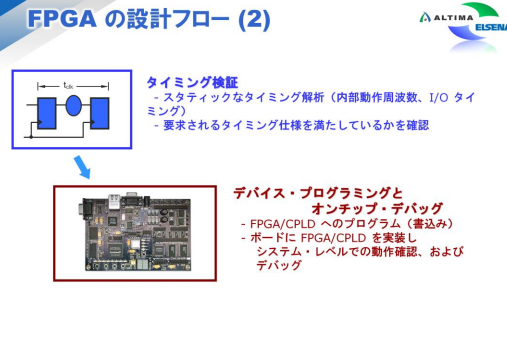 FPGA の設計フロー (2)
ALTIMA
ELSENA
tclk
タイミング検証
- スタティックなタイミング解析（内部動作周波数、I/O タイ
ミング）
- 要求されるタイミング仕様を満たしているかを確認
デバイス・プログラミングと
オンチップ・デバッグ
- FPGA/CPLD へのプログラム（書込み）
- ボードに FPGA/CPLD を実装し
システム・レベルでの動作確認、および
デバッグ